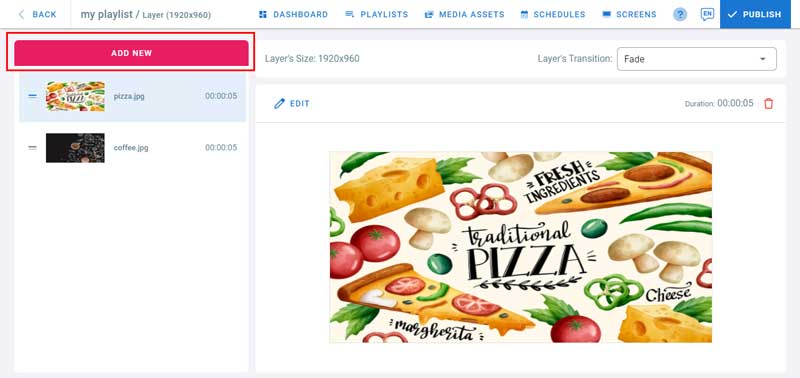 BACK
my playlist / Layer (1920x960)
DASHBOARD
PLAYLISTS
MEDIA ASSETS
SCHEDULES
SCREENS
?
EN
PUBLISH
ADD NEW
Layer's Size: 1920x960
Layer's Transition:
Fade
pizza.jpg
00:00:05
coffee.jpg
00:00:05
EDIT
Duration: 00:00:05
FRESH
INGREDIENTS
traditional
PIZZA
Cheese
margherita